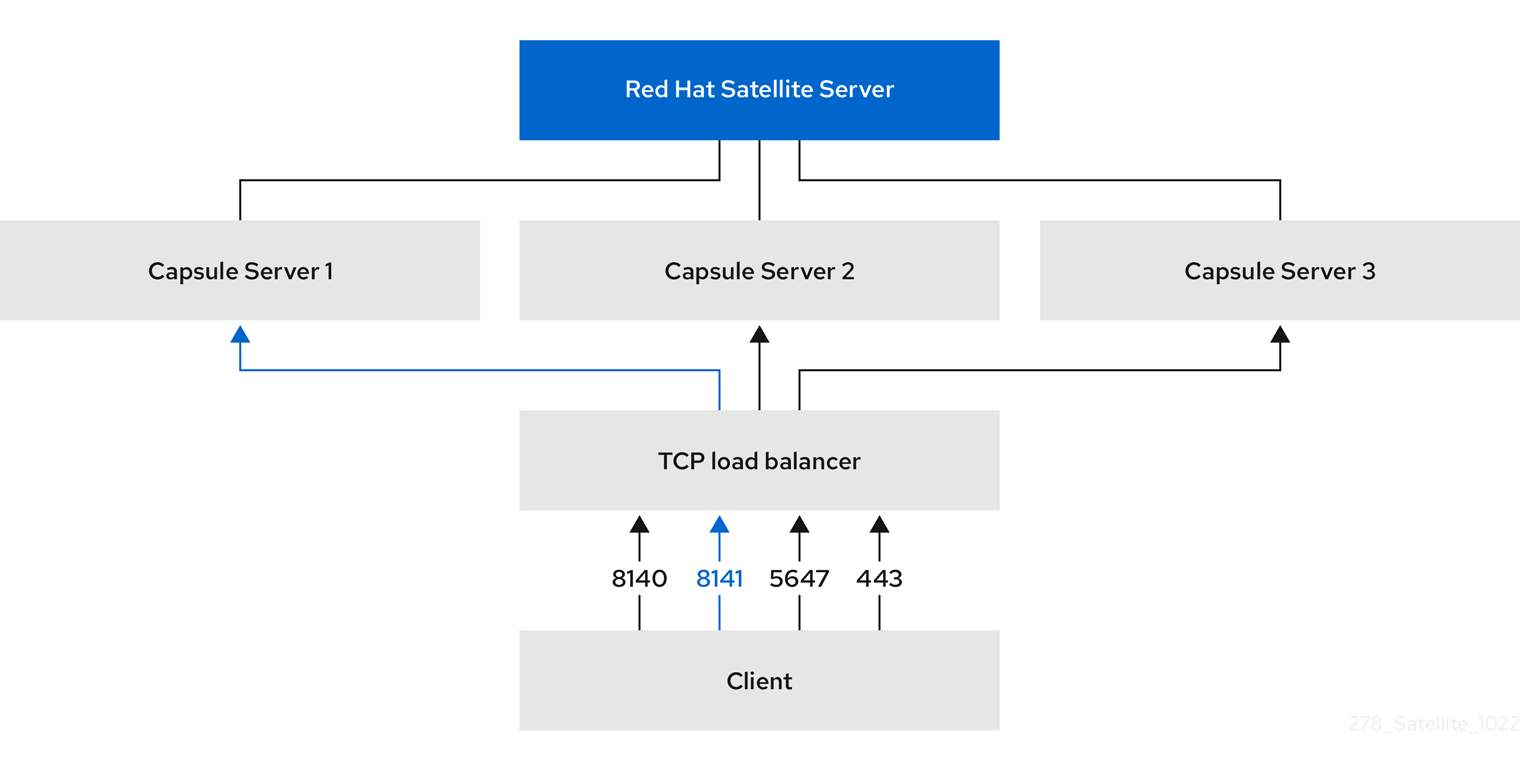 Red Hat Satellite Server
Capsule Server 1
Capsule Server 2
Capsule Server 3
TCP load balancer
8140
8141
5647
443
Client
278_Satellite_1022